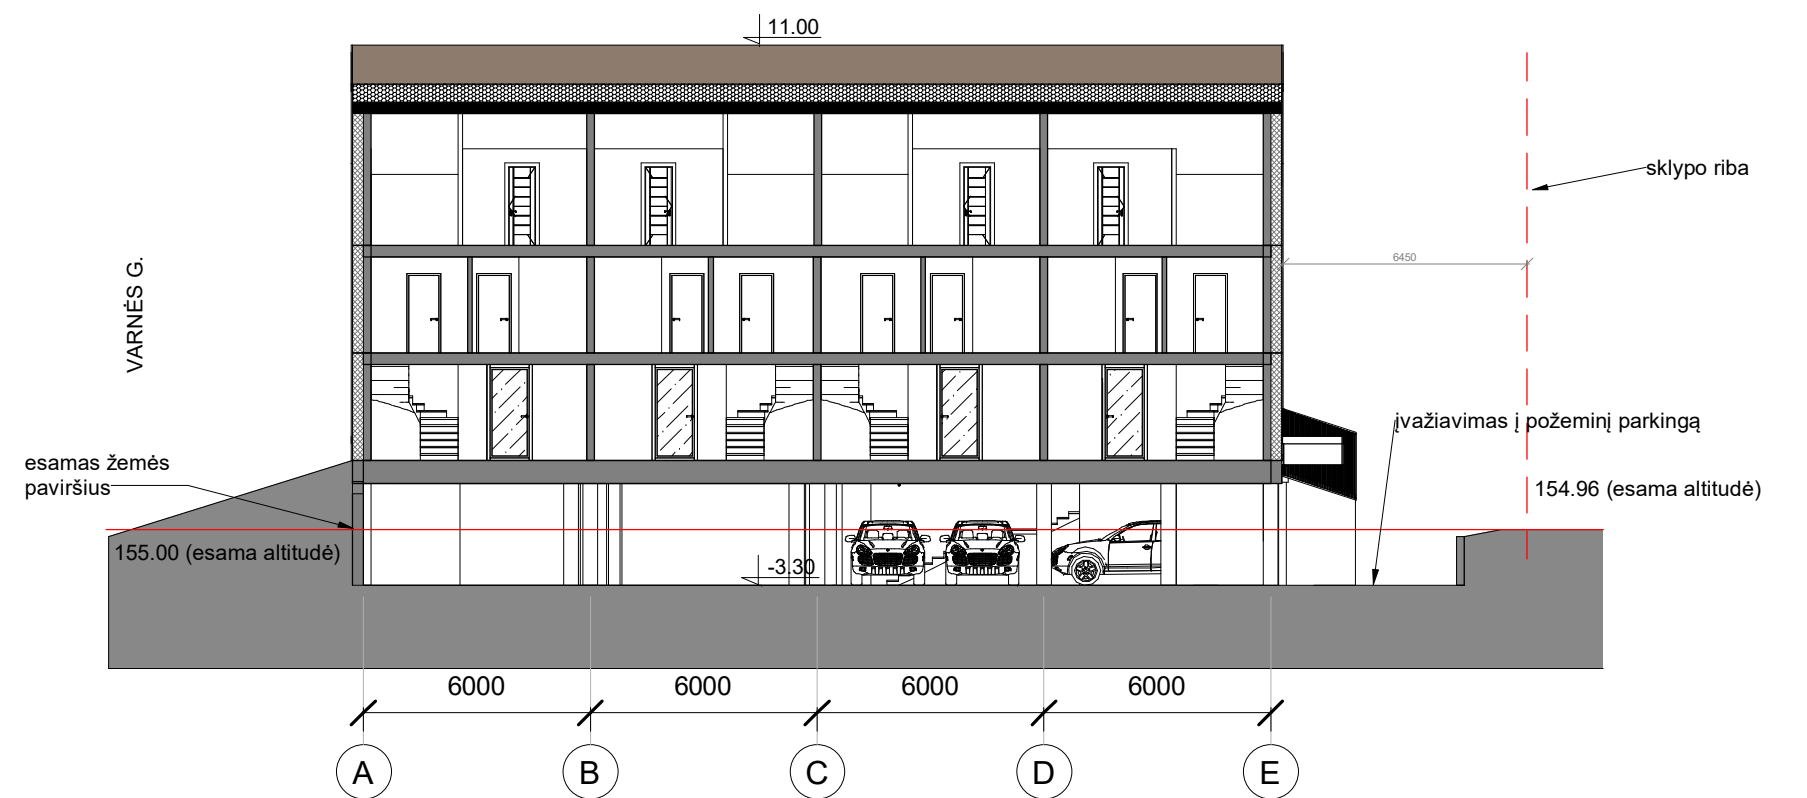 11.00
sklypo riba
6450
VARNĖS G.
įvažiavimas į požeminį parkingą
esamas žemės
paviršius
154.96 (esama altitudė)
155.00 (esama altitudė)
-3.30
6000
6000
6000
6000
A
B
C
D
E